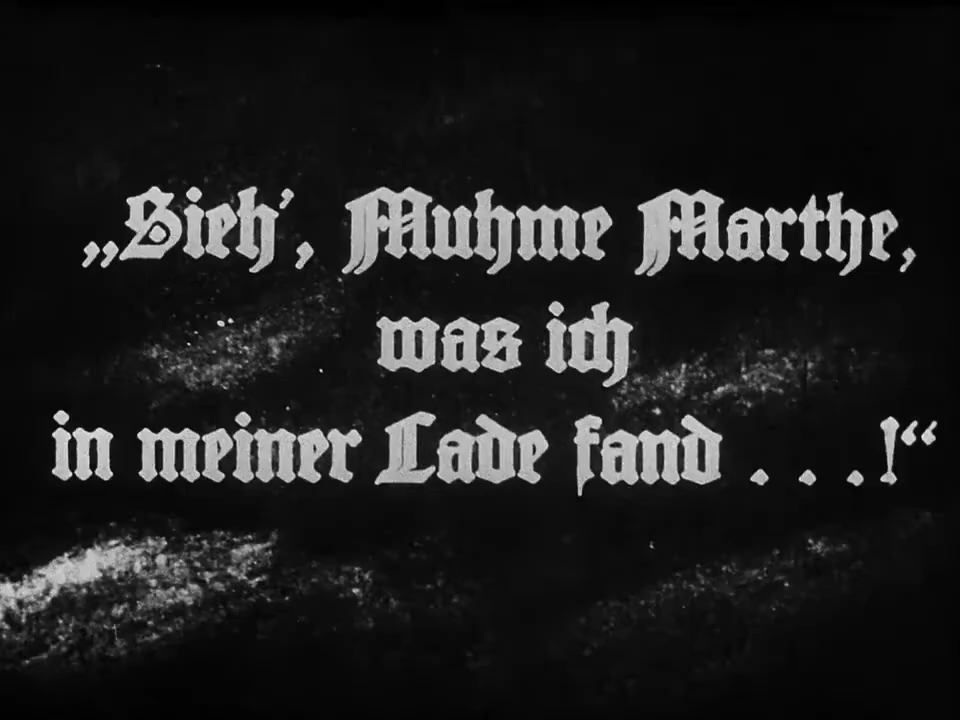 „Sieh', Muhme Marthe,
was ich
in meiner Lade fand . . .!“